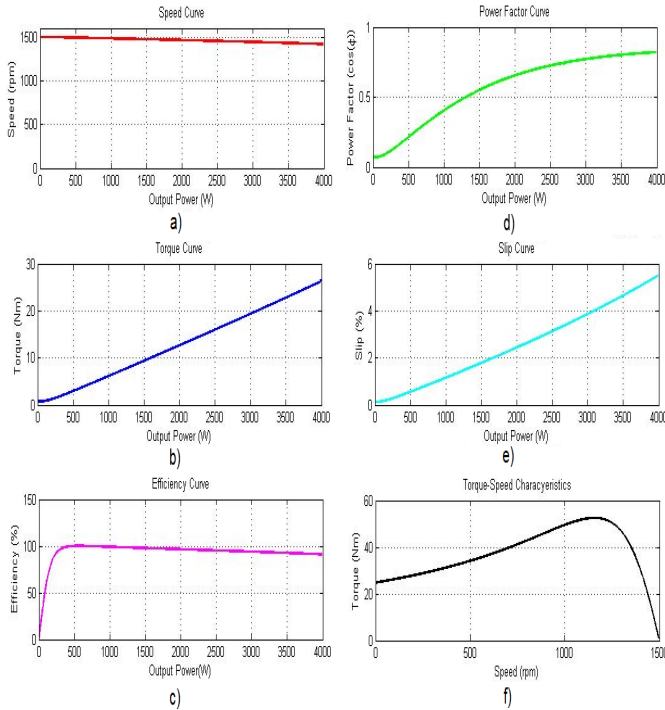 Speed Curve
1500
1000
500
0
Speed (rpm)
0 500 1000 1500 2000 2500 3000 3500 4000
Output Power (W)
a)
Power Factor Curve
1
0.5
0
Power Factor (cos(ϕ)
0 500 1000 1500 2000 2500 3000 3500 4000
Output Power (W)
d)
Torque Curve
30
20
10
0
Torque (Nm)
0 500 1000 1500 2000 2500 3000 3500 4000
Output Power (W)
b)
Slip Curve
6
4
2
0
Slip (%)
0 500 1000 1500 2000 2500 3000 3500 4000
Output Power (W)
e)
Efficiency Curve
150
100
50
0
Efficiency (%)
0 500 1000 1500 2000 2500 3000 3500 4000
Output Power(W)
c)
Torque-Speed Characyeristics
60
40
20
0
Torque (Nm)
0 500 1000 1500
Speed (rpm)
f)